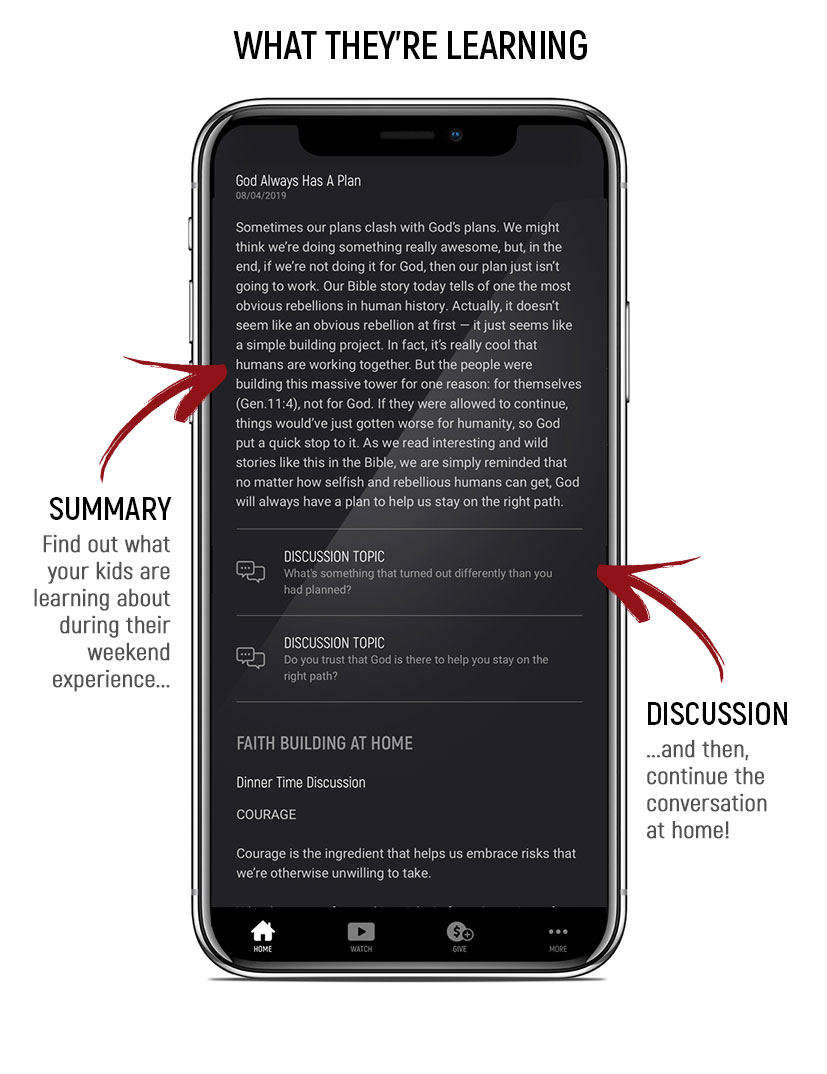 WHAT THEY'RE LEARNING
God Always Has A Plan
08/04/2019
Sometimes our plans clash with God's plans. We might
think we're doing something really awesome, but, in the
end, if we're not doing it for God, then our plan just isn't
going to work. Our Bible story today tells of one the most
obvious rebellions in human history. Actually, it doesn't
seem like an obvious rebellion at first — it just seems like
a simple building project. In fact, it's really cool that
humans are working together. But the people were
building this massive tower for one reason: for themselves
(Gen.11:4), not for God. If they were allowed to continue,
things would've just gotten worse for humanity, so God
put a quick stop to it. As we read interesting and wild
stories like this in the Bible, we are simply reminded that
no matter how selfish and rebellious humans can get, God
will always have a plan to help us stay on the right path.
SUMMARY
Find out what
your kids are
learning about
during their
weekend
experience...
DISCUSSION TOPIC
What's something that turned out differently than you
had planned?
DISCUSSION TOPIC
Do you trust that God is there to help you stay on the
right path?
DISCUSSION
...and then,
continue the
conversation
at home!
FAITH BUILDING AT HOME
Dinner Time Discussion
COURAGE
Courage is the ingredient that helps us embrace risks that
we're otherwise unwilling to take.
HOME
WATCH
GIVE
MORE